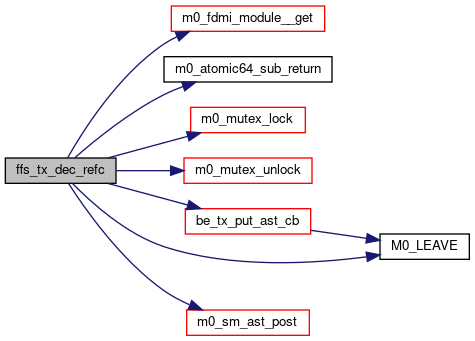 m0_fdmi_module__get
m0_atomic64_sub_return
m0_mutex_lock
ffs_tx_dec_refc
m0_mutex_unlock
be_tx_put_ast_cb
M0_LEAVE
m0_sm_ast_post